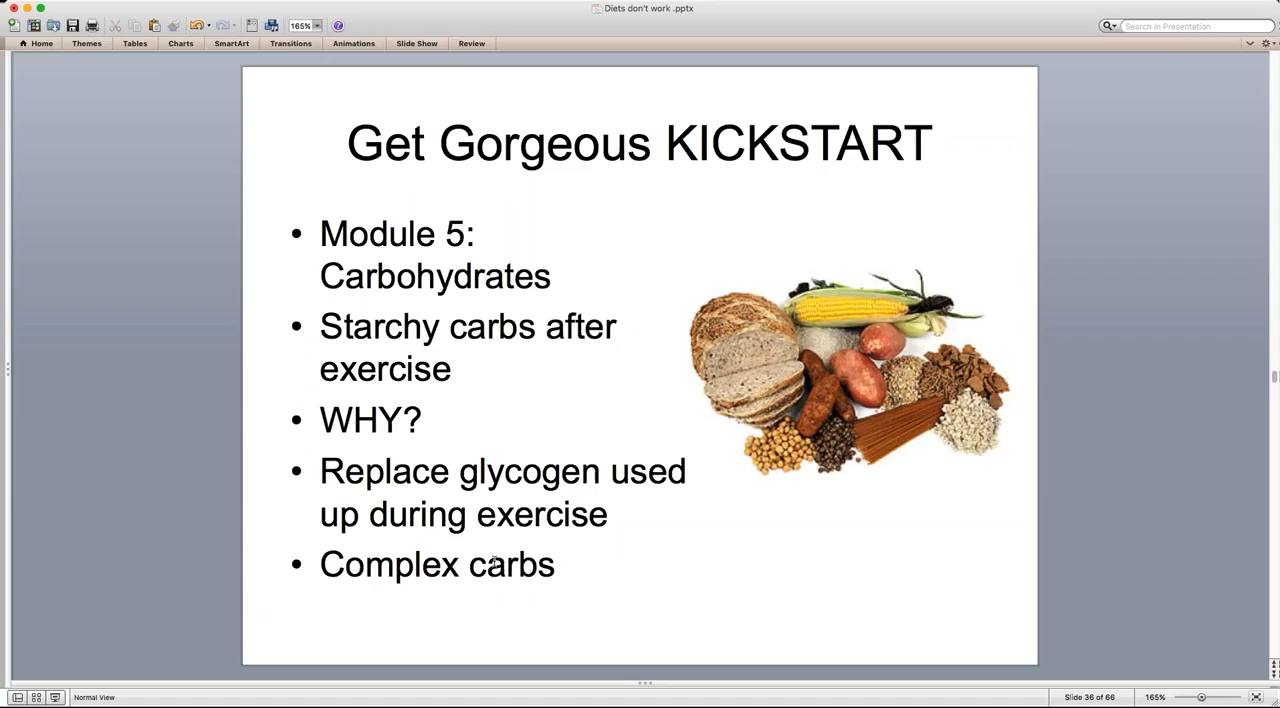 Diets don't work .pptx
165%
Search in Presentation
Home Themes Tables Charts SmartArt Transitions Animations Slide Show Review
Get Gorgeous KICKSTART
• Module 5:
Carbohydrates
• Starchy carbs after
exercise
• WHY?
• Replace glycogen used
up during exercise
• Complex carbs
Normal View
Slide 36 of 66
165%